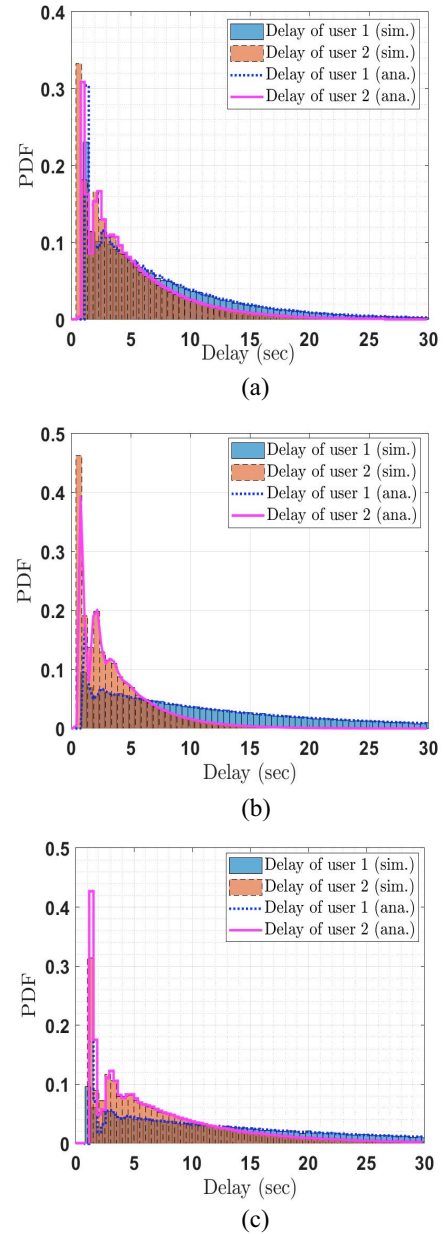 0.4
0.3
0.2
0.1
0
PDF
Delay of user 1 (sim.)
Delay of user 2 (sim.)
Delay of user 1 (ana.)
Delay of user 2 (ana.)
0 5 10 15 20 25 30
Delay (sec)
(a)
0.5
0.4
0.3
0.2
0.1
0
PDF
Delay of user 1 (sim.)
Delay of user 2 (sim.)
Delay of user 1 (ana.)
Delay of user 2 (ana.)
0 5 10 15 20 25 30
Delay (sec)
(b)
0.5
0.4
0.3
0.2
0.1
0
PDF
Delay of user 1 (sim.)
Delay of user 2 (sim.)
Delay of user 1 (ana.)
Delay of user 2 (ana.)
0 5 10 15 20 25 30
Delay (sec)
(c)